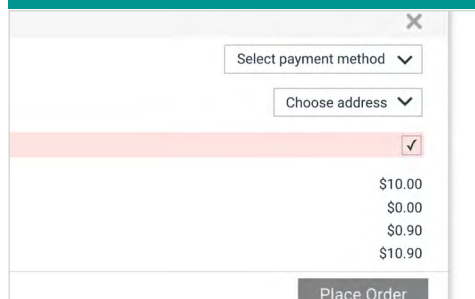 Select payment method
Choose address
$10.00
$0.00
$0.90
$10.90
Place Order